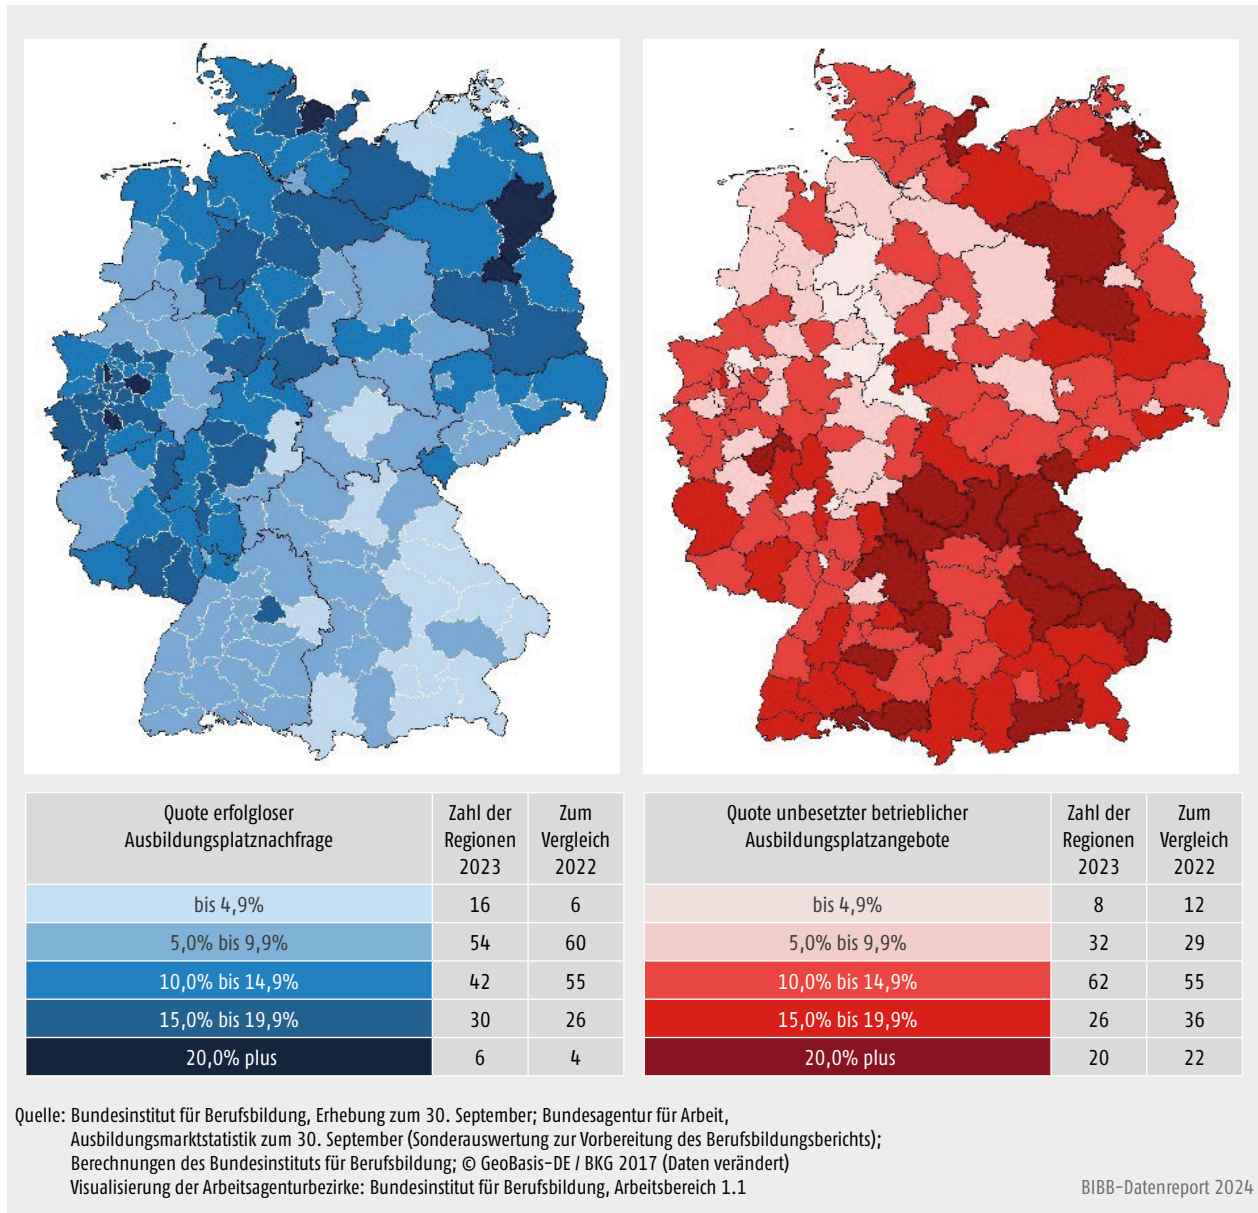 Quote erfolgloser
Ausbildungsplatznachfrage
Zahl der
Regionen
2023
Zum
Vergleich
2022
bis 4,9% 16 6
5,0% bis 9,9% 54 60
10,0% bis 14,9% 42 55
15,0% bis 19,9% 30 26
20,0% plus 6 4
Quote unbesetzter betrieblicher
Ausbildungsplatzangebote
Zahl der
Regionen
2023
Zum
Vergleich
2022
bis 4,9% 8 12
5,0% bis 9,9% 32 29
10,0% bis 14,9% 62 55
15,0% bis 19,9% 26 36
20,0% plus 20 22
Quelle: Bundesinstitut für Berufsbildung, Erhebung zum 30. September; Bundesagentur für Arbeit,
Ausbildungsmarktstatistik zum 30. September (Sonderauswertung zur Vorbereitung des Berufsbildungsberichts);
Berechnungen des Bundesinstituts für Berufsbildung; © GeoBasis-DE / BKG 2017 (Daten verändert)
Visualisierung der Arbeitsagenturbezirke: Bundesinstitut für Berufsbildung, Arbeitsbereich 1.1
BIBB-Datenreport 2024